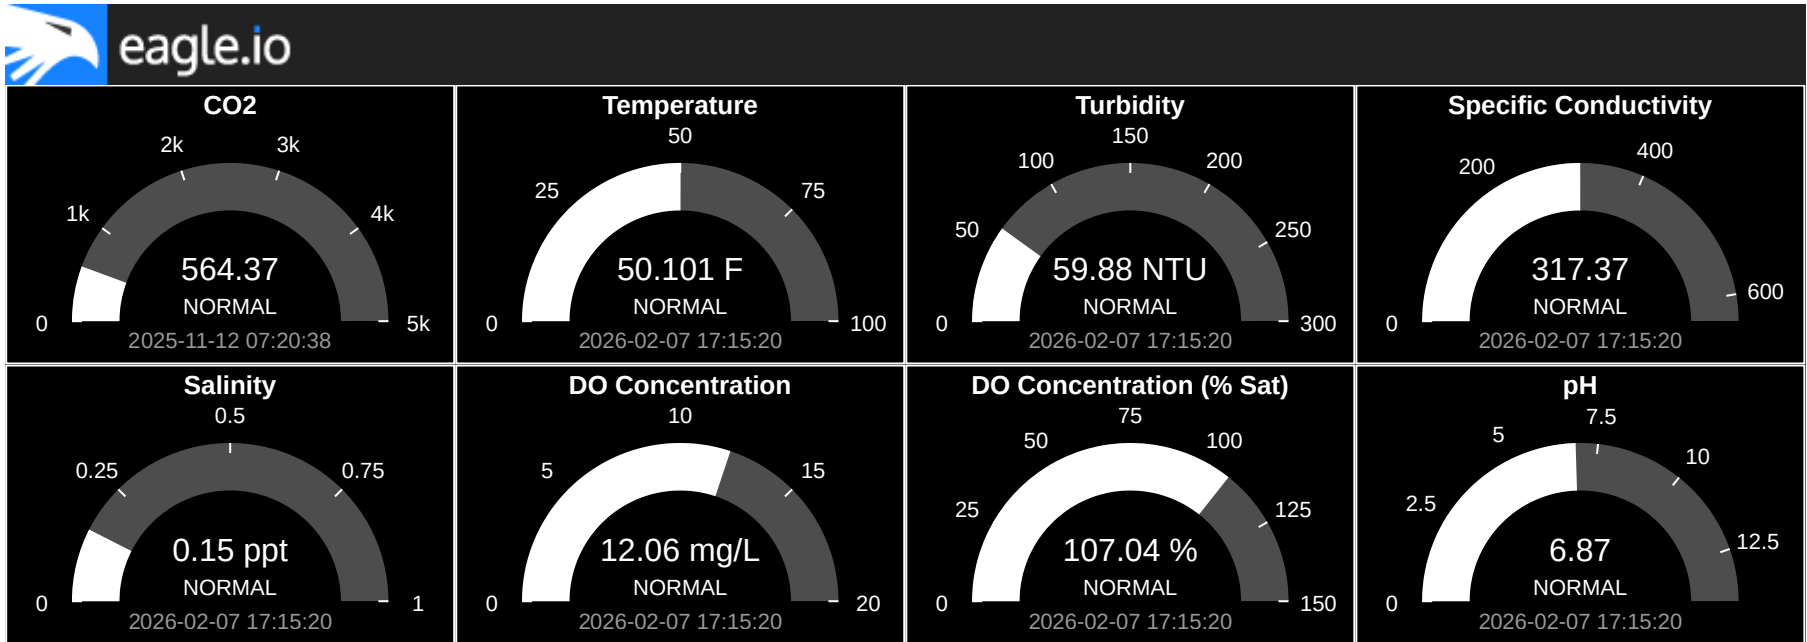 eagle.io
CO2
2k
3k
1k
4k
564.37
NORMAL
0
5k
2025-11-12 07:20:38
Temperature
50
25
75
50.101 F
NORMAL
0
100
2026-02-07 17:15:20
Turbidity
150
100
200
50
250
59.88 NTU
NORMAL
0
300
2026-02-07 17:15:20
Specific Conductivity
400
200
317.37
600
NORMAL
0
2026-02-07 17:15:20
Salinity
0.5
0.25
0.75
0.15 ppt
NORMAL
0
1
2026-02-07 17:15:20
DO Concentration
10
5
15
12.06 mg/L
NORMAL
0
20
2026-02-07 17:15:20
DO Concentration (% Sat)
75
50
100
25
125
107.04 %
NORMAL
0
150
2026-02-07 17:15:20
pH
7.5
5
10
2.5
12.5
6.87
NORMAL
0
2026-02-07 17:15:20